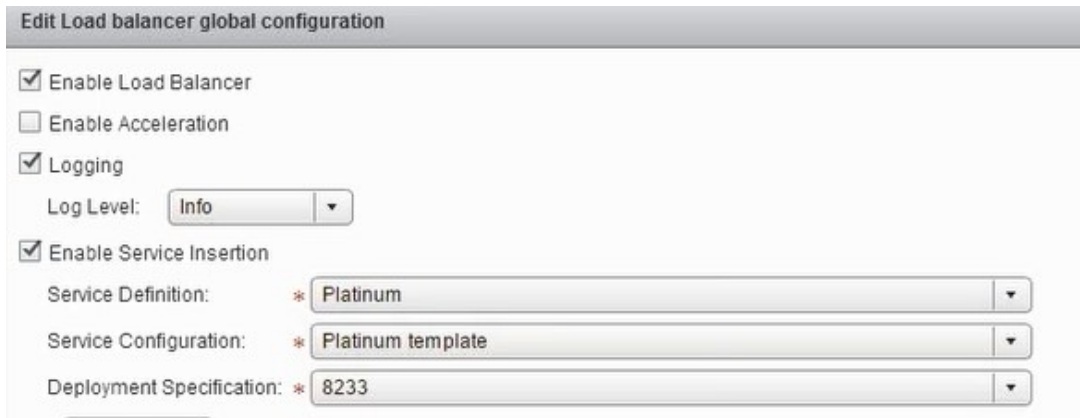 Edit Load balancer global configuration
Enable Load Balancer
Enable Acceleration
Logging
Log Level: Info
Enable Service Insertion
Service Definition: * Platinum
Service Configuration: * Platinum template
Deployment Specification: * 8233